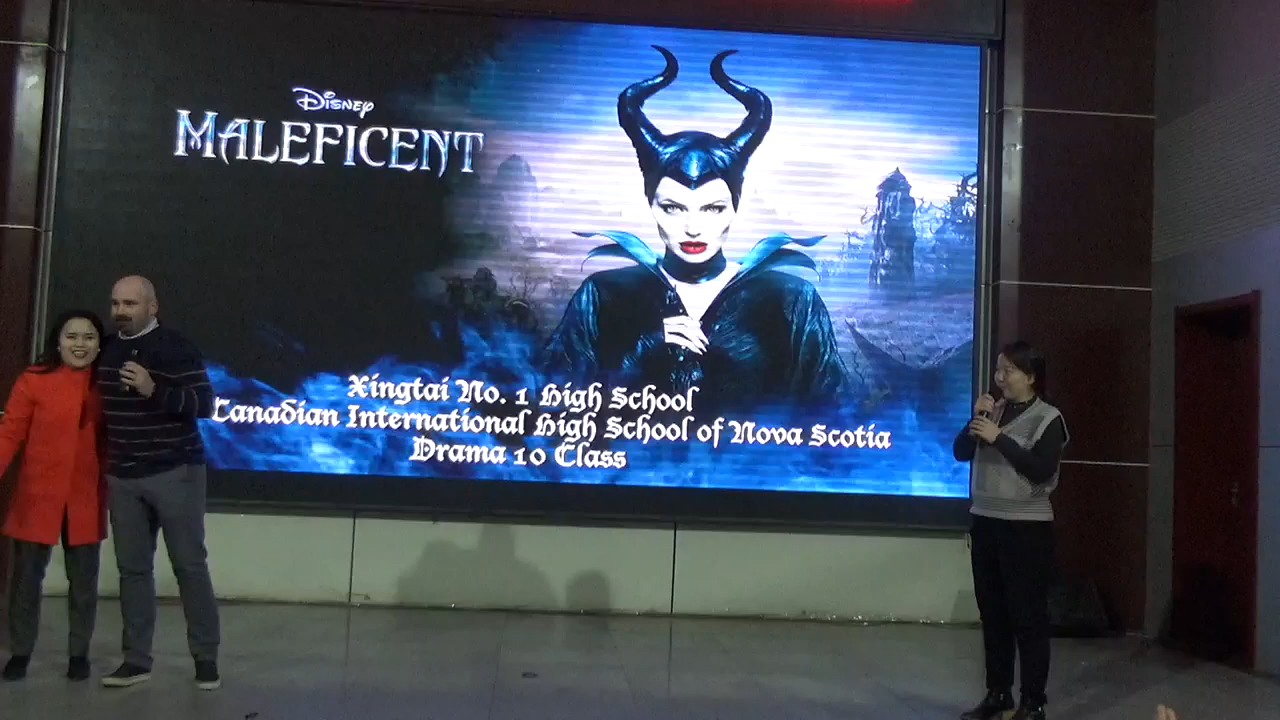 Disney
MALEFICENT
Xingtai No. 1 High School
Canadian International High School of Nova Scotia
Drama 10 Class